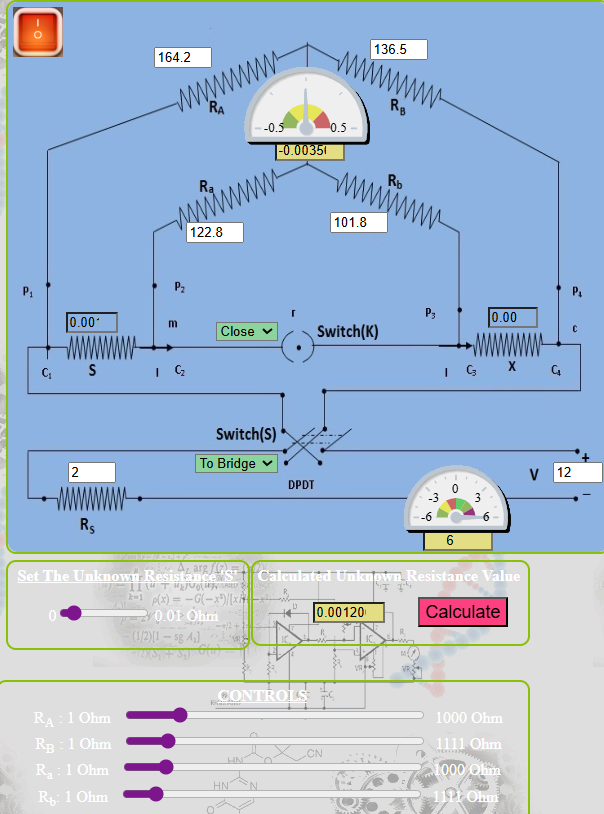 164.2
136.5
R_A
R_B
-0.5 0.5
-0.0035
R_a
R_b
122.8
101.8
P₁
P₂
P₃
P₄
0.00
0.00
m
r
c
Close
Switch(K)
C₁ S I C₂
I C₃ X C₄
Switch(S)
To Bridge
DPDT
+
V 12
−
2
R_S
-6 -3 0 3 6
6
Set The Unknown Resistance 'S'
Calculated Unknown Resistance Value
0 0.01 Ohm
0.00120
Calculate
CONTROLS
R_A : 1 Ohm 1000 Ohm
R_B : 1 Ohm 1111 Ohm
R_a : 1 Ohm 1000 Ohm
R_b: 1 Ohm 1111 Ohm